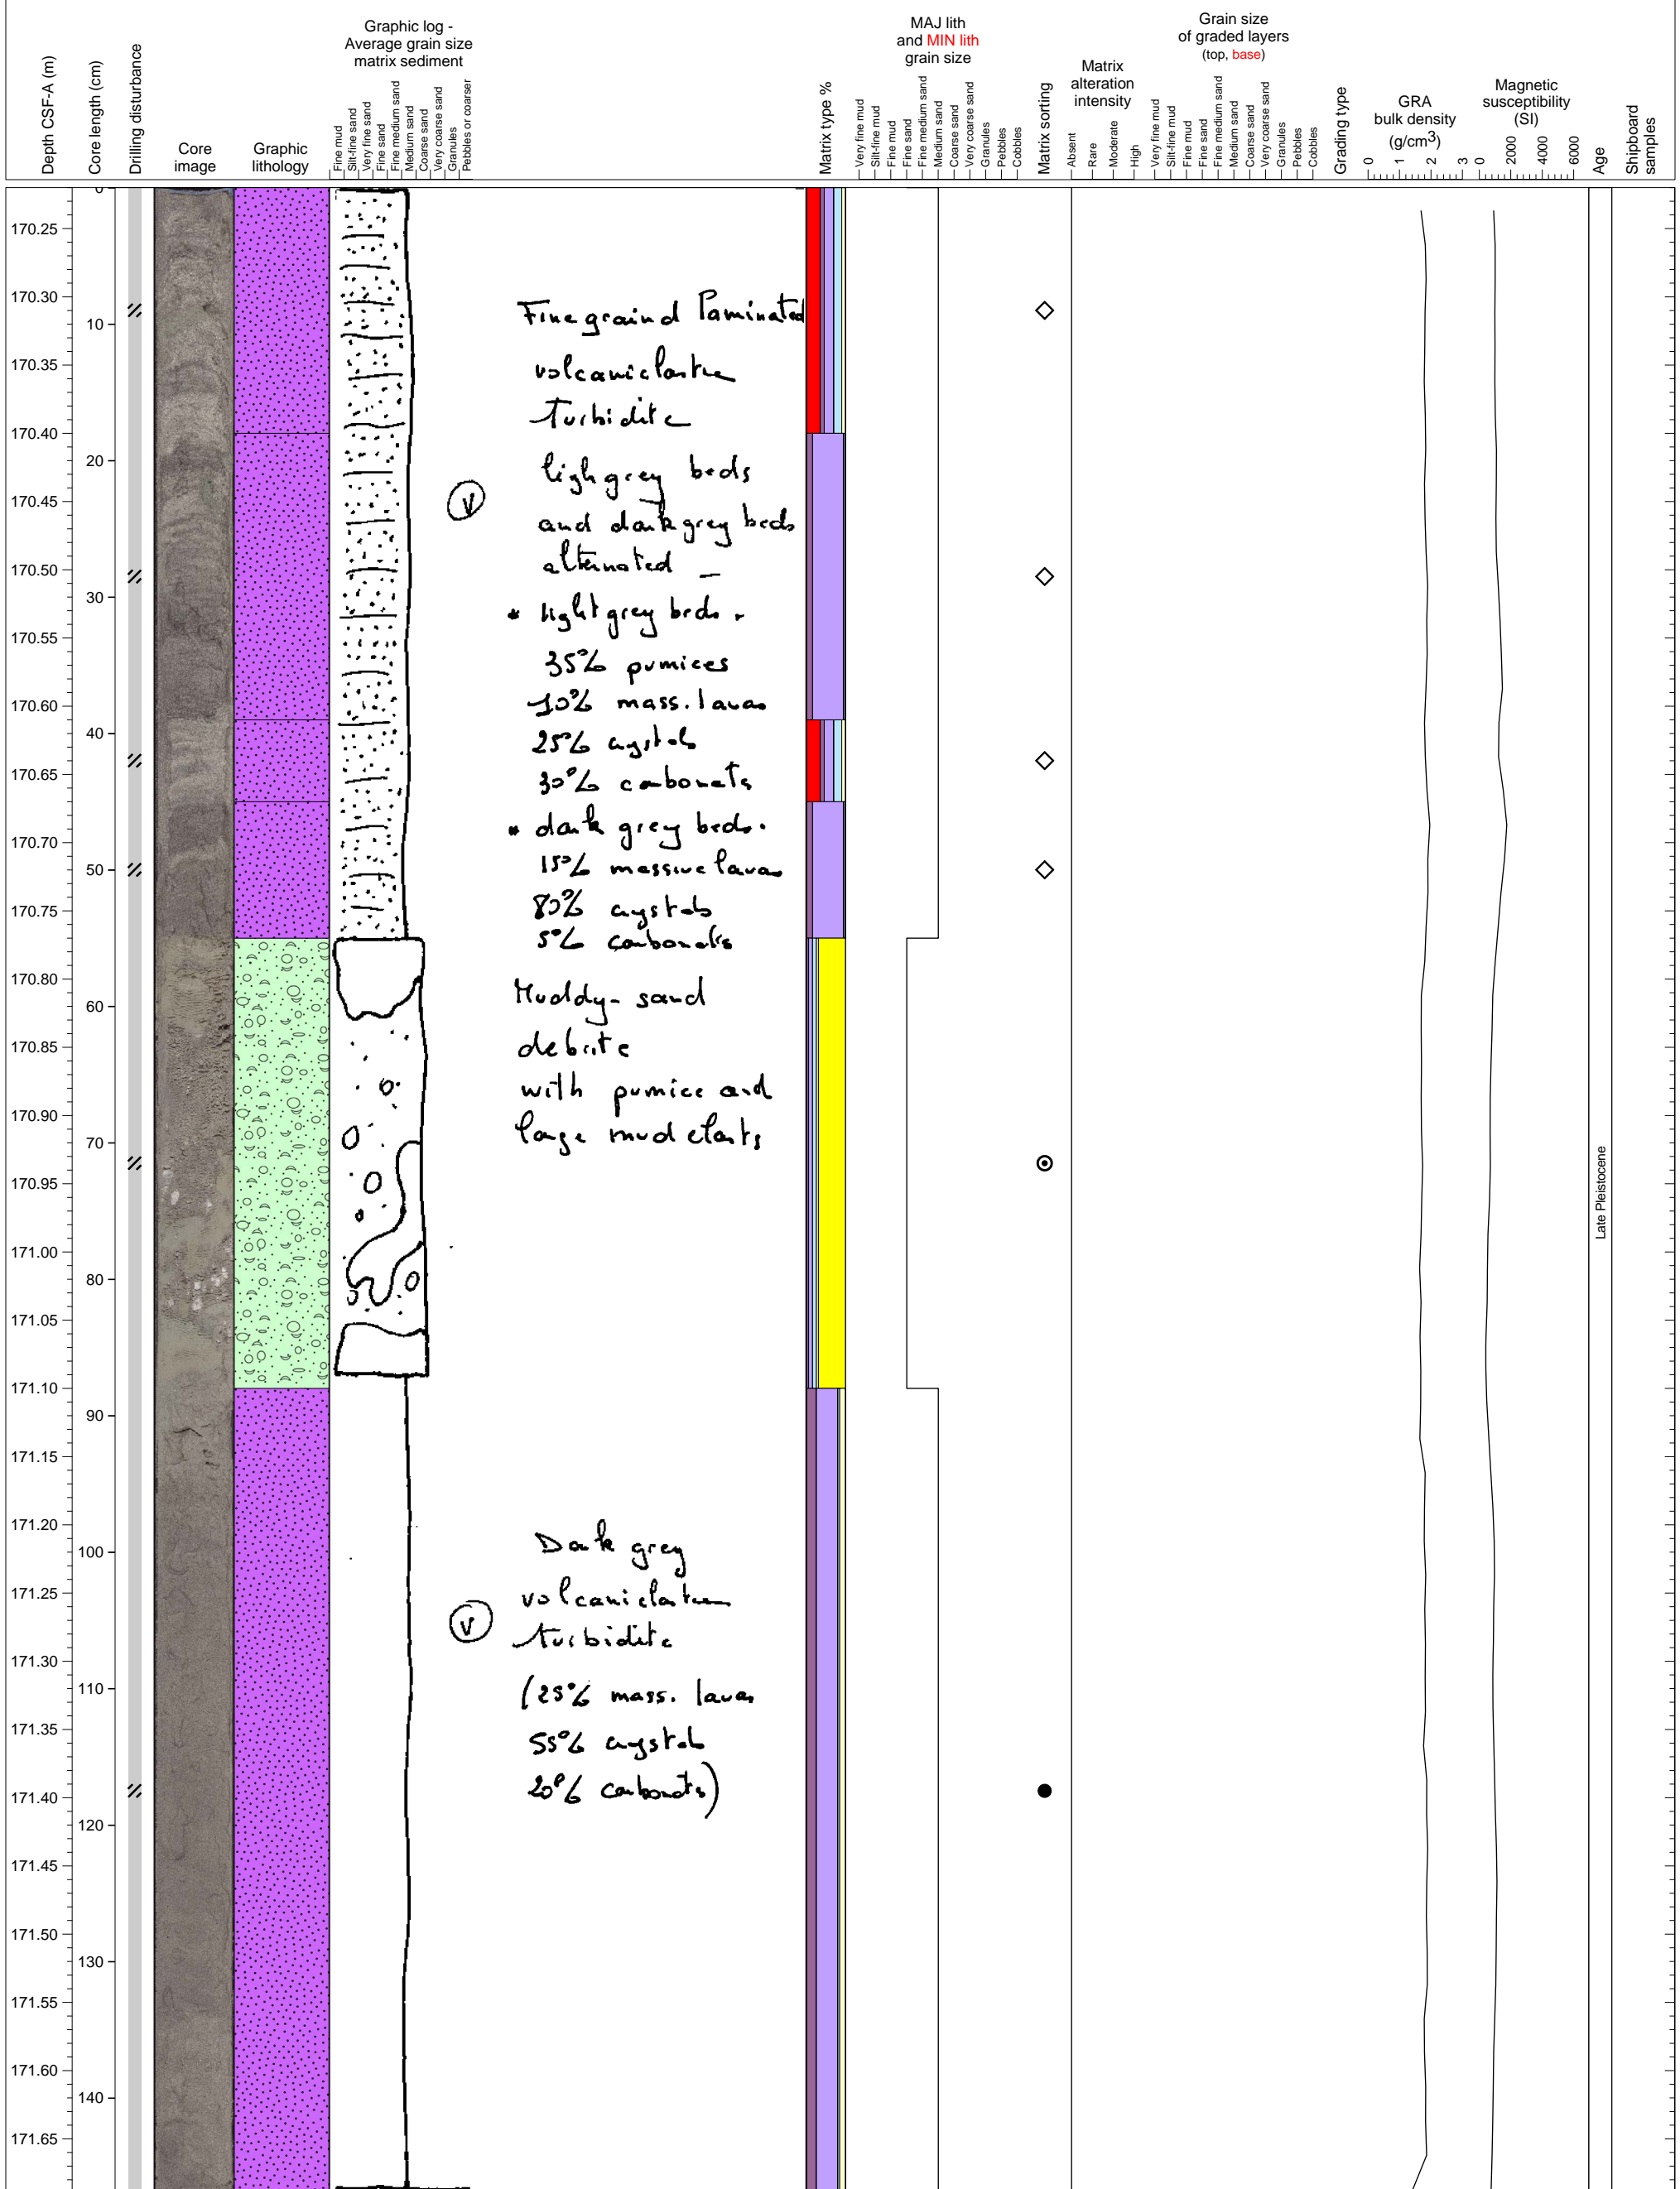 Depth CSF-A (m)
Core length (cm)
Drilling disturbance
Core
image
Graphic
lithology
Graphic log -
Average grain size
matrix sediment
Fine mud
Silt-fine sand
Very fine sand
Fine sand
Fine medium sand
Medium sand
Coarse sand
Very coarse sand
Granules
Pebbles or coarser
Matrix type %
MAJ lith
and MIN lith
grain size
Very fine mud
Silt-fine mud
Fine mud
Fine sand
Fine medium sand
Medium sand
Coarse sand
Very coarse sand
Granules
Pebbles
Cobbles
Matrix sorting
Matrix
alteration
intensity
Absent
Rare
Moderate
High
Grain size
of graded layers
(top, base)
Very fine mud
Silt-fine mud
Fine mud
Fine sand
Fine medium sand
Medium sand
Coarse sand
Very coarse sand
Granules
Pebbles
Cobbles
Grading type
GRA
bulk density
(g/cm3)
0 1 2 3
Magnetic
susceptibility
(SI)
0 2000 4000 6000
Age
Shipboard
samples
170.25
170.30
170.35
170.40
170.45
170.50
170.55
170.60
170.65
170.70
170.75
170.80
170.85
170.90
170.95
171.00
171.05
171.10
171.15
171.20
171.25
171.30
171.35
171.40
171.45
171.50
171.55
171.60
171.65
0
10
20
30
40
50
60
70
80
90
100
110
120
130
140
Fine graind laminated
volcaniclastic
turbidite
V
ligh grey beds
and dark grey beds
alternated -
* light grey beds.
35% pumices
10% mass. lavas
25% crystals
30% carbonats
* dark grey beds.
15% massive lavas
80% crystals
5% carbonats
Muddy-sand
debrite
with pumice and
large mud clasts
Dark grey
volcaniclastic
V
turbidite
(25% mass. lavas
55% crystals
20% carbonats)
Late Pleistocene